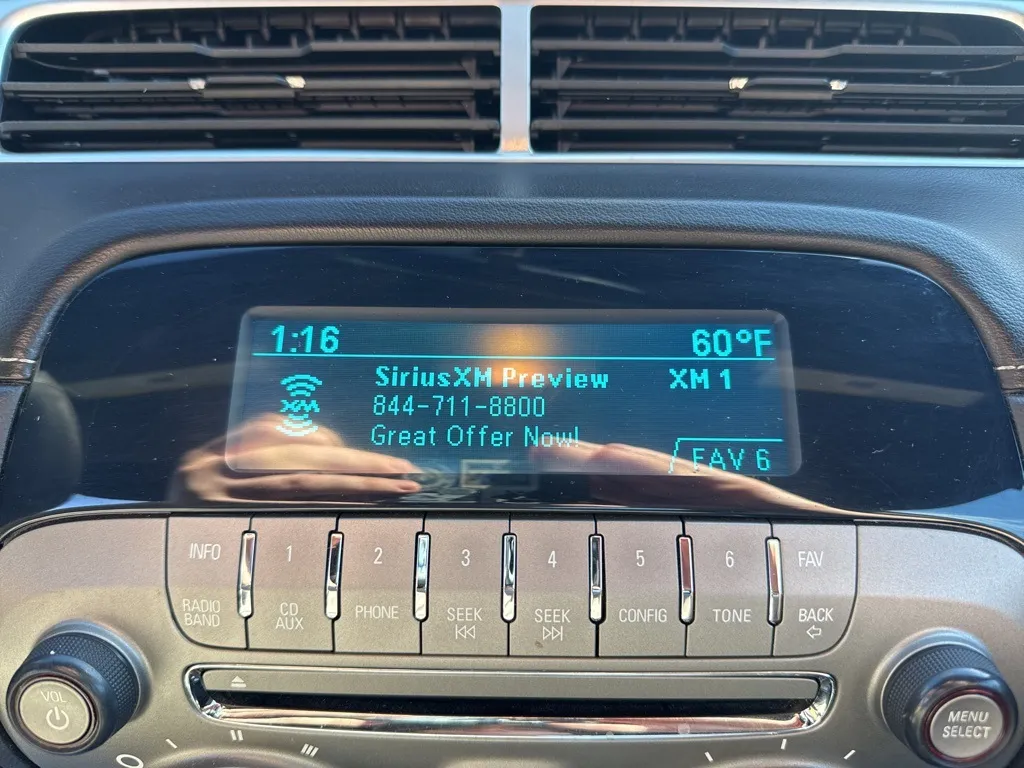 1:16 60°F
SiriusXM Preview XM 1
xm 844-711-8800
Great Offer Now!
FAV 6
INFO 1 2 3 4 5 6 FAV
RADIO BAND CD AUX PHONE SEEK SEEK CONFIG TONE BACK
VOL
MENU SELECT